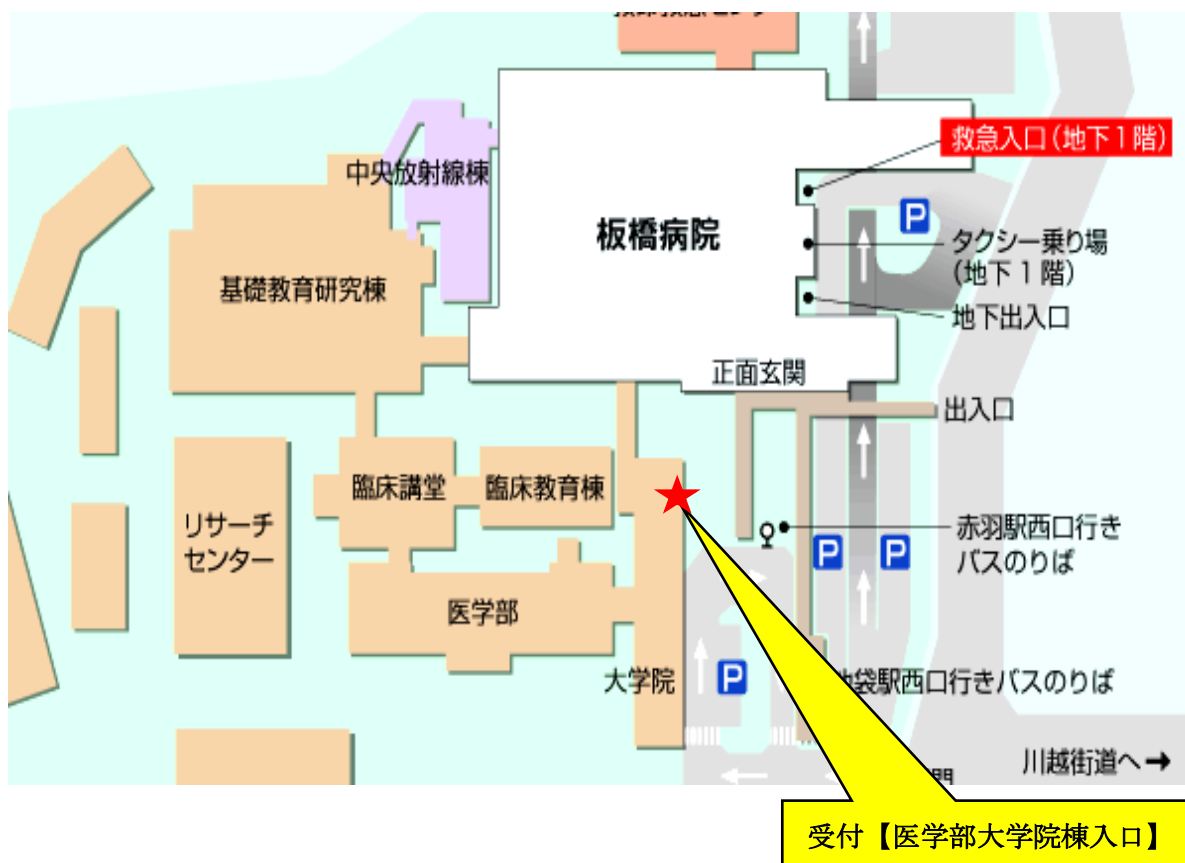 救急入口(地下1階)
中央放射線棟
板橋病院
P
タクシー乗り場
(地下1階)
基礎教育研究棟
地下出入口
正面玄関
出入口
臨床講堂
臨床教育棟
リサーチ
センター
赤羽駅西口行き
バスのりば
P
P
医学部
大学院
P
袋駅西口行きバスのりば
川越街道へ→
門
受付【医学部大学院棟入口】